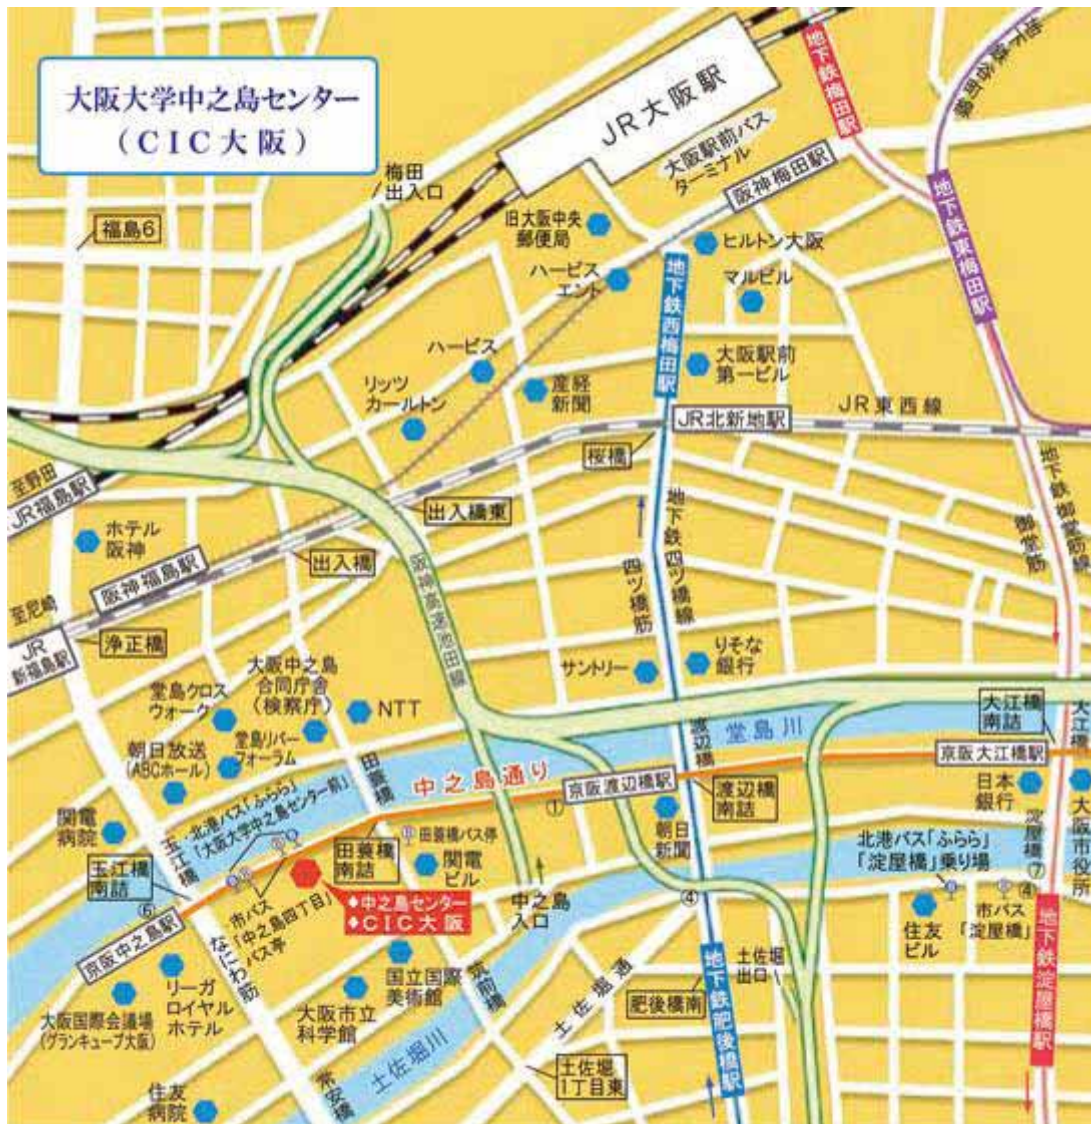 大阪大学中之島センター
(CIC大阪)
JR大阪駅
地下鉄梅田駅
地下鉄谷町線
梅田
出入口
大阪駅前バス
ターミナル
阪神梅田駅
地下鉄東梅田駅
福島6
旧大阪中央
郵便局
ヒルトン大阪
ハービス
エント
マルビル
地下鉄西梅田駅
ハービス
大阪駅前
第一ビル
リッツ
カールトン
産経
新聞
JR東西線
JR北新地駅
桜橋
至野田
JR福島駅
出入橋東
地下鉄御堂筋線
御堂筋
ホテル
阪神
阪神福島駅
出入橋
阪神高速池田線
四ツ橋筋
地下鉄四ツ橋線
至尼崎
浄正橋
JR
新福島駅
大阪中之島
合同庁舎
(検察庁)
サントリー
りそな
銀行
堂島クロス
ウォーク
NTT
堂島リバー
フォーラム
朝日放送
(ABCホール)
田蓑橋
中之島通り
渡辺橋
堂島川
大江橋
南詰
大江橋
京阪大江橋駅
京阪渡辺橋駅
渡辺橋
南詰
日本
銀行
関電
病院
玉江橋
北港バス「ふらら」
「大阪大学中之島センター前」
①
田蓑橋バス停
田蓑橋
南詰
関電
ビル
朝日
新聞
北港バス「ふらら」
「淀屋橋」乗り場
淀屋橋
⑦
大阪市役所
玉江橋
南詰
⑥
京阪中之島駅
◆中之島センター
◆CIC大阪
中之島
入口
④
④
市バス
「中之島四丁目」
バス亭
なにわ筋
市バス
「淀屋橋」
住友
ビル
地下鉄淀屋橋駅
リーガ
ロイヤル
ホテル
大阪国際会議場
(グランキューブ大阪)
国立国際
美術館
大阪市立
科学館
筑前橋
土佐堀通
土佐堀
出口
肥後橋南
地下鉄肥後橋駅
土佐堀川
土佐堀
1丁目東
常安橋
住友
病院